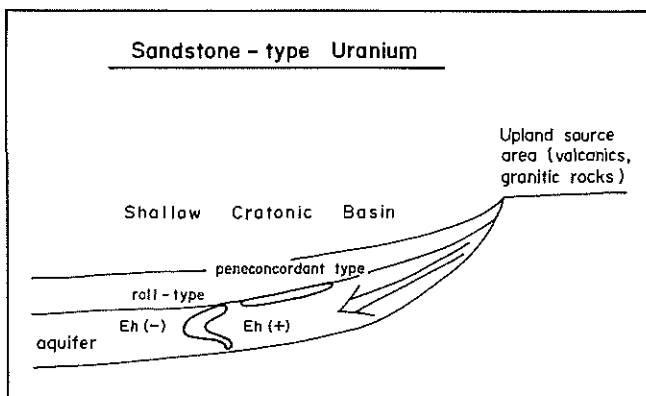 Sandstone - type Uranium
Upland source
area (volcanics,
granitic rocks)
Shallow Cratonic Basin
peneconcordant type
roll-type
Eh (-)
Eh (+)
aquifer